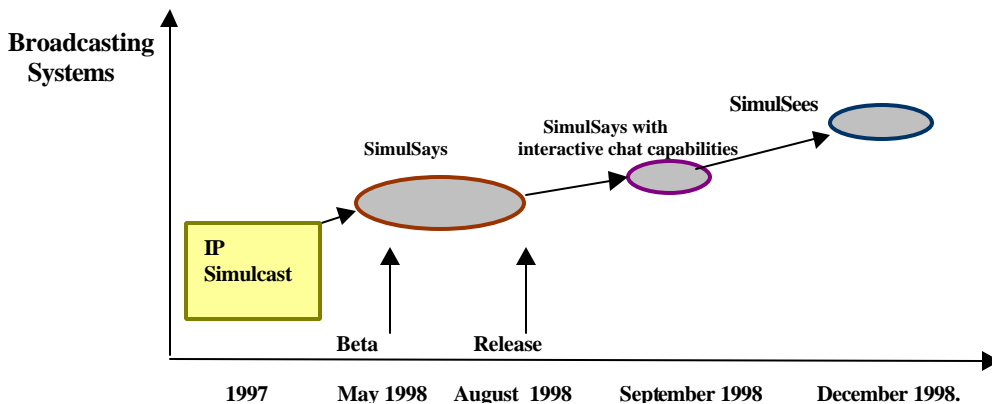 Broadcasting
Systems
SimulSees
SimulSays with
interactive chat capabilities
SimulSays
IP
Simulcast
Beta
Release
1997
May 1998
August 1998
September 1998
December 1998.